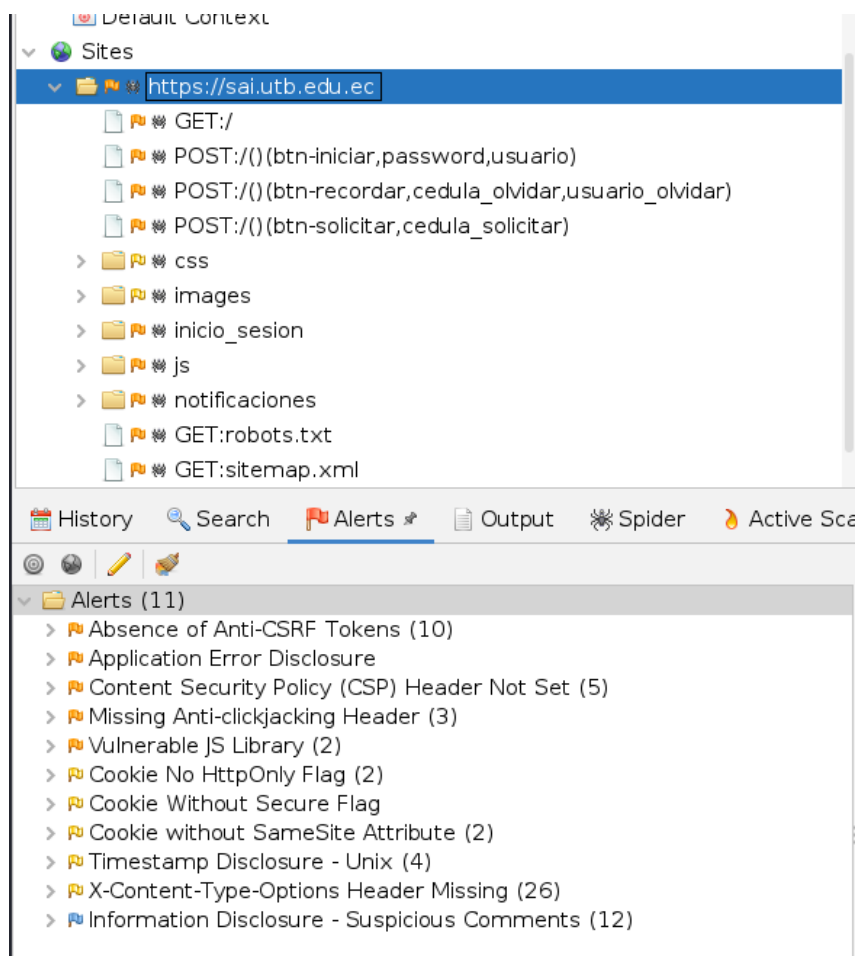 Default Context
Sites
https://sai.utb.edu.ec
GET:/
POST:/()(btn-iniciar,password,usuario)
POST:/()(btn-recordar,cedula_olvidar,usuario_olvidar)
POST:/()(btn-solicitar,cedula_solicitar)
css
images
inicio_sesion
js
notificaciones
GET:robots.txt
GET:sitemap.xml
History Search Alerts Output Spider Active Sca
Alerts (11)
Absence of Anti-CSRF Tokens (10)
Application Error Disclosure
Content Security Policy (CSP) Header Not Set (5)
Missing Anti-clickjacking Header (3)
Vulnerable JS Library (2)
Cookie No HttpOnly Flag (2)
Cookie Without Secure Flag
Cookie without SameSite Attribute (2)
Timestamp Disclosure - Unix (4)
X-Content-Type-Options Header Missing (26)
Information Disclosure - Suspicious Comments (12)